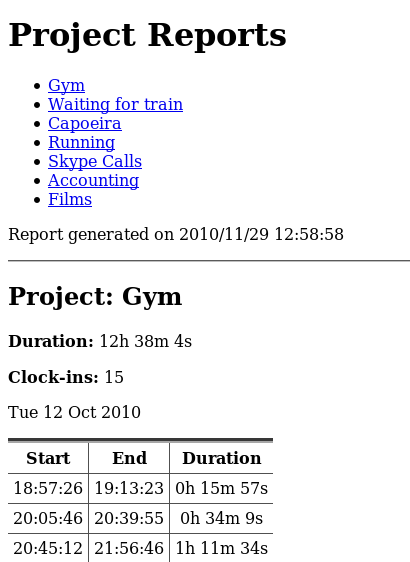 Project Reports
Gym
Waiting for train
Capoeira
Running
Skype Calls
Accounting
Films
Report generated on 2010/11/29 12:58:58
Project: Gym
Duration: 12h 38m 4s
Clock-ins: 15
Tue 12 Oct 2010
Start End Duration
18:57:26 19:13:23 0h 15m 57s
20:05:46 20:39:55 0h 34m 9s
20:45:12 21:56:46 1h 11m 34s